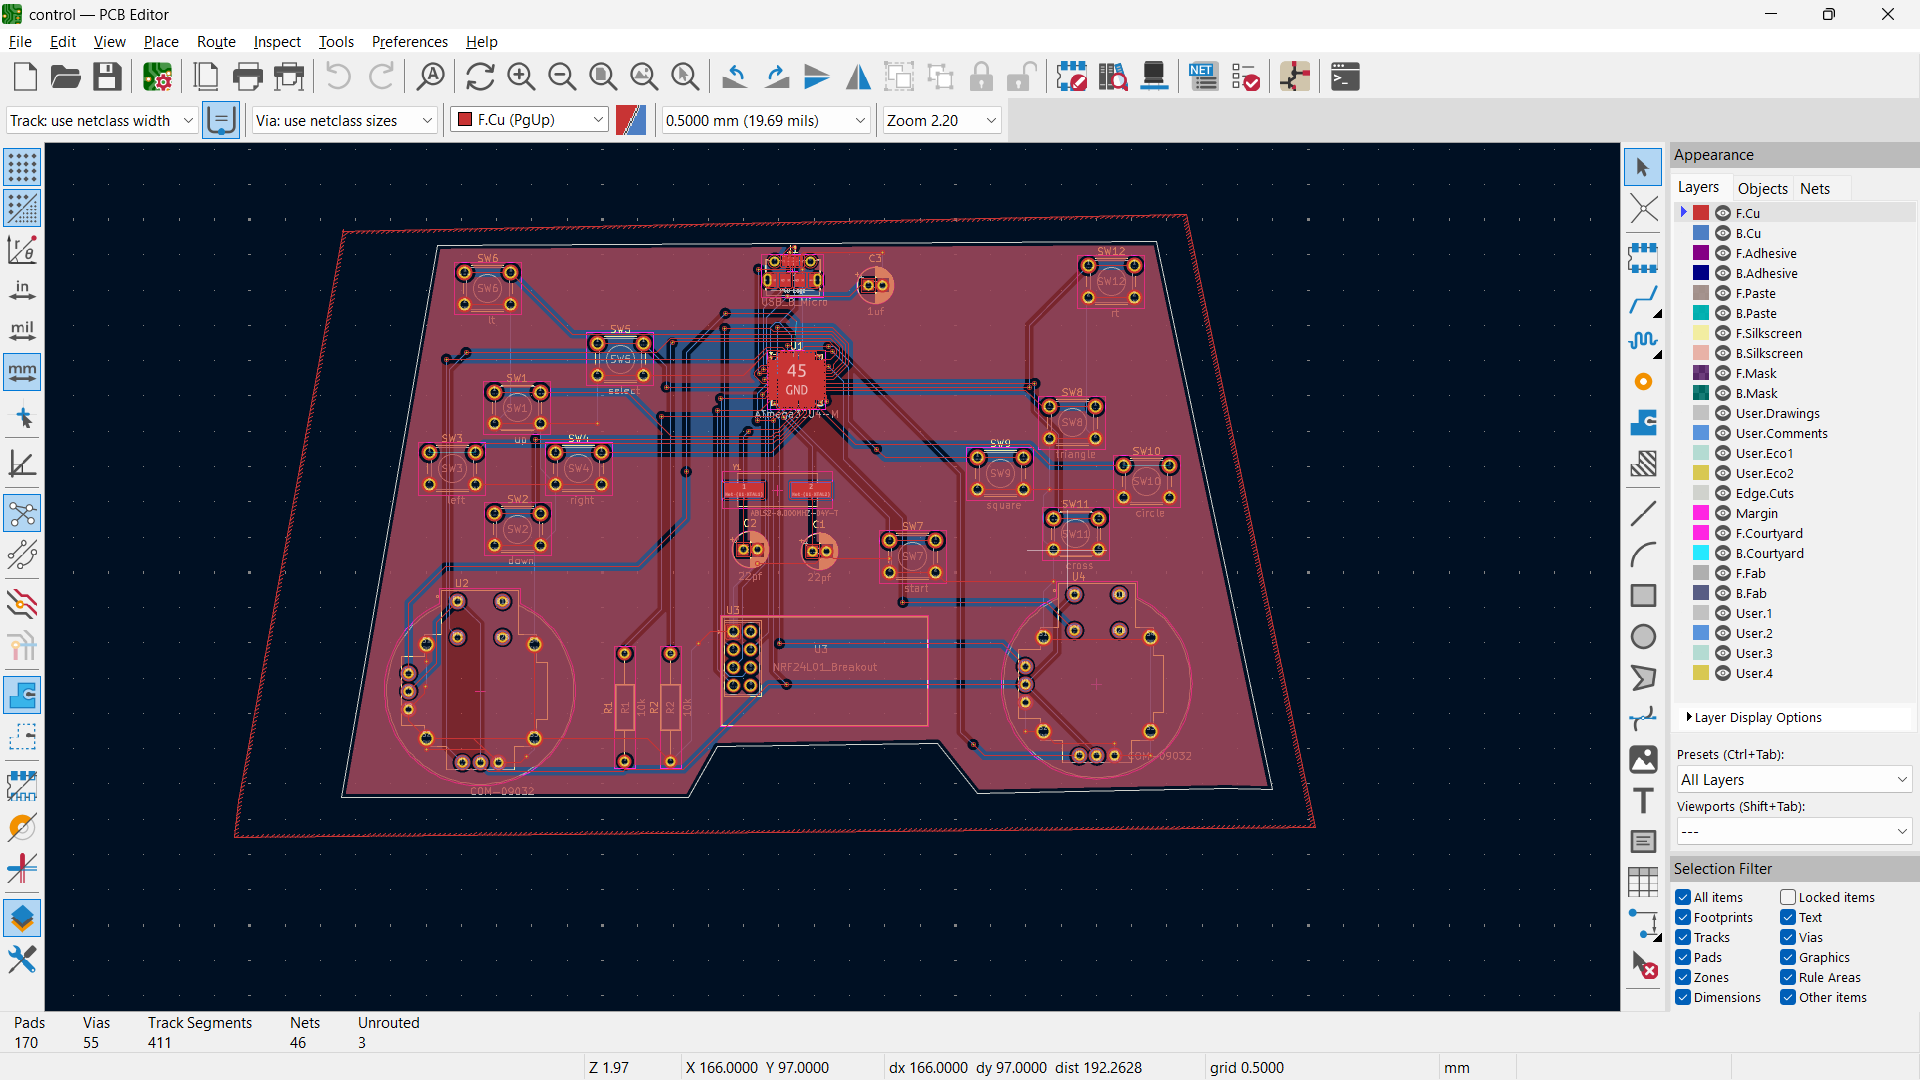 control — PCB Editor
File Edit View Place Route Inspect Tools Preferences Help
Track: use netclass width
Via: use netclass sizes
F.Cu (PgUp)
0.5000 mm (19.69 mils)
Zoom 2.20
NET
in
mil
mm
SW6
SW6
lt
C3
1uf
USB_B_Micro
SW12
SW12
rt
SW5
SW5
select
U1
45
GND
SW1
SW1
up
SW8
SW8
triangle
SW3
SW3
left
SW4
SW4
right
SW9
SW9
square
SW10
SW10
circle
Y1
1
2
SW2
SW2
down
C2
22pf
C1
22pf
SW7
SW7
start
SW11
SW11
cross
U2
COM-09032
R1
R1
10k
R2
R2
10k
U3
U3
NRF24L01_Breakout
U4
COM-09032
Appearance
Layers Objects Nets
F.Cu
B.Cu
F.Adhesive
B.Adhesive
F.Paste
B.Paste
F.Silkscreen
B.Silkscreen
F.Mask
B.Mask
User.Drawings
User.Comments
User.Eco1
User.Eco2
Edge.Cuts
Margin
F.Courtyard
B.Courtyard
F.Fab
B.Fab
User.1
User.2
User.3
User.4
Layer Display Options
Presets (Ctrl+Tab):
All Layers
Viewports (Shift+Tab):
---
Selection Filter
All items Locked items
Footprints Text
Tracks Vias
Pads Graphics
Zones Rule Areas
Dimensions Other items
Pads Vias Track Segments Nets Unrouted
170 55 411 46 3
Z 1.97 X 166.0000 Y 97.0000 dx 166.0000 dy 97.0000 dist 192.2628 grid 0.5000 mm